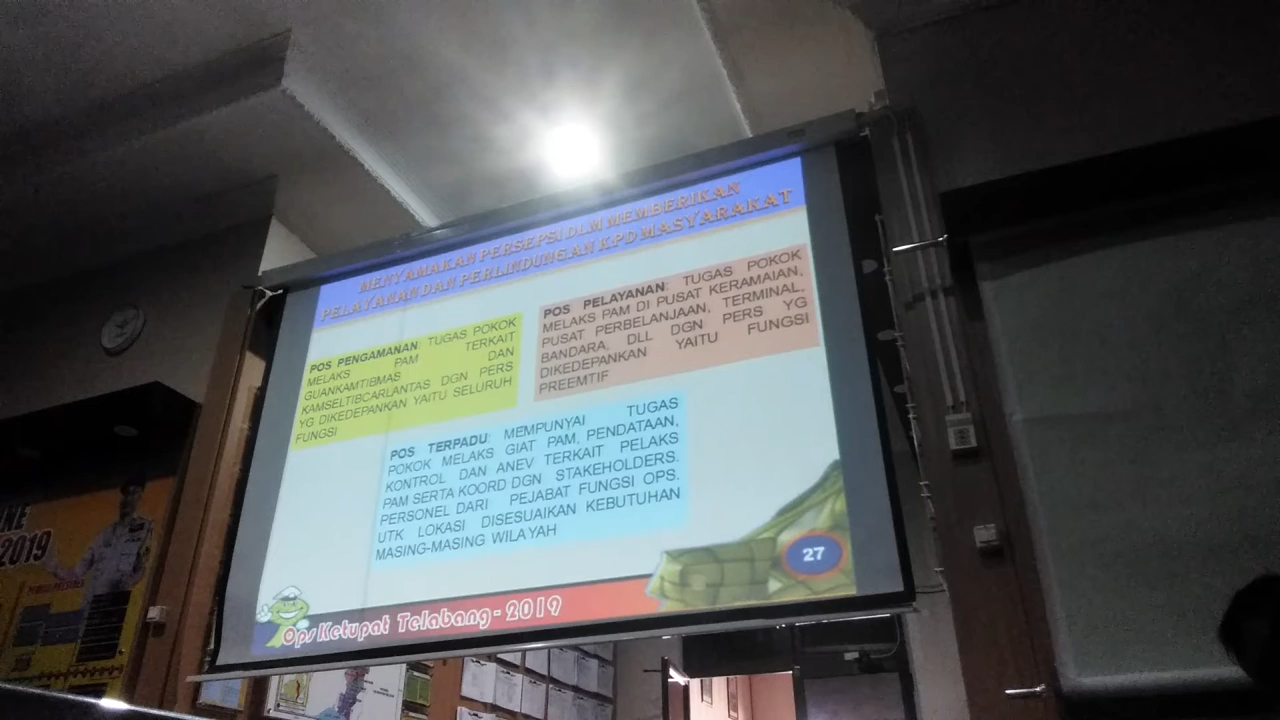 MENYAMAKAN PERSEPSI DLM MEMBERIKAN
PELAYANAN DAN PERLINDUNGAN KPD MASYARAKAT
POS PENGAMANAN: TUGAS POKOK
MELAKS PAM TERKAIT
GUANKAMTIBMAS DAN
KAMSELTIBCARLANTAS DGN PERS
YG DIKEDEPANKAN YAITU SELURUH
FUNGSI
POS PELAYANAN: TUGAS POKOK
MELAKS PAM DI PUSAT KERAMAIAN,
PUSAT PERBELANJAAN, TERMINAL,
BANDARA, DLL DGN PERS YG
DIKEDEPANKAN YAITU FUNGSI
PREEMTIF
POS TERPADU: MEMPUNYAI TUGAS
POKOK MELAKS GIAT PAM, PENDATAAN,
KONTROL DAN ANEV TERKAIT PELAKS
PAM SERTA KOORD DGN STAKEHOLDERS.
PERSONEL DARI PEJABAT FUNGSI OPS.
UTK LOKASI DISESUAIKAN KEBUTUHAN
MASING-MASING WILAYAH
27
Ops Ketupat Telabang - 2019
2019